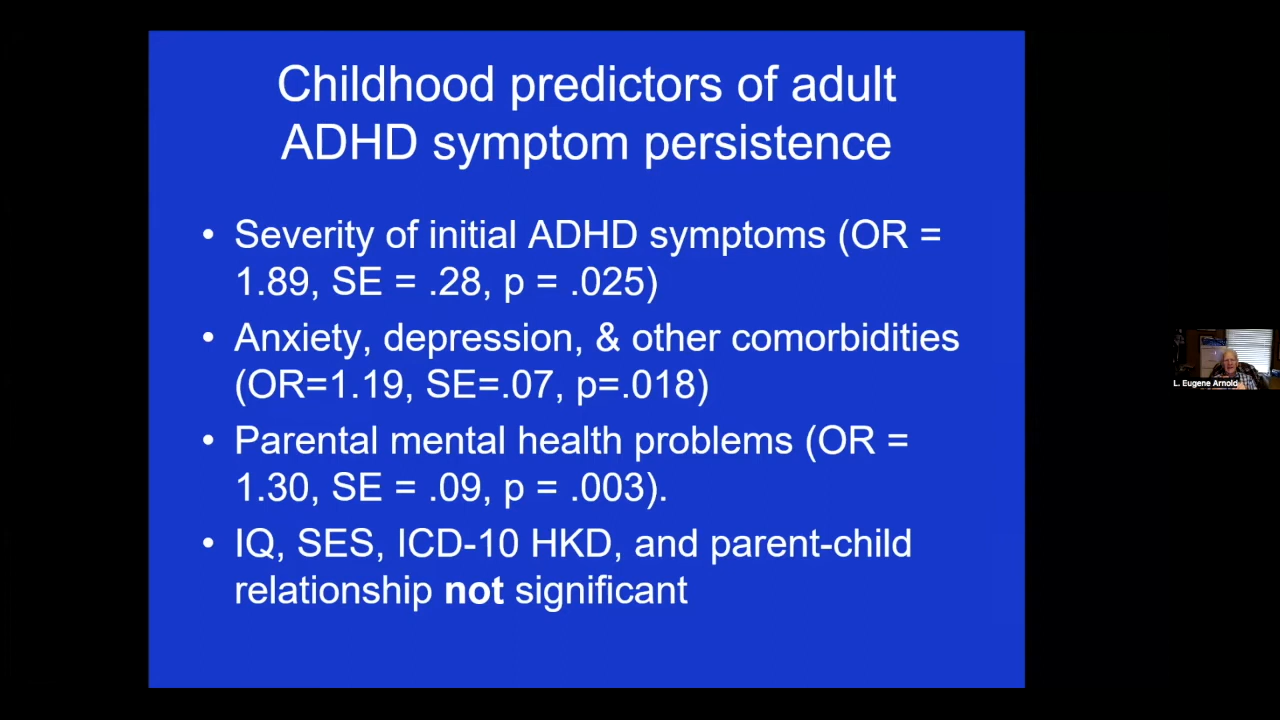 Childhood predictors of adult
ADHD symptom persistence
• Severity of initial ADHD symptoms (OR =
1.89, SE = .28, p = .025)
• Anxiety, depression, & other comorbidities
(OR=1.19, SE=.07, p=.018)
• Parental mental health problems (OR =
1.30, SE = .09, p = .003).
• IQ, SES, ICD-10 HKD, and parent-child
relationship not significant
L. Eugene Arnold